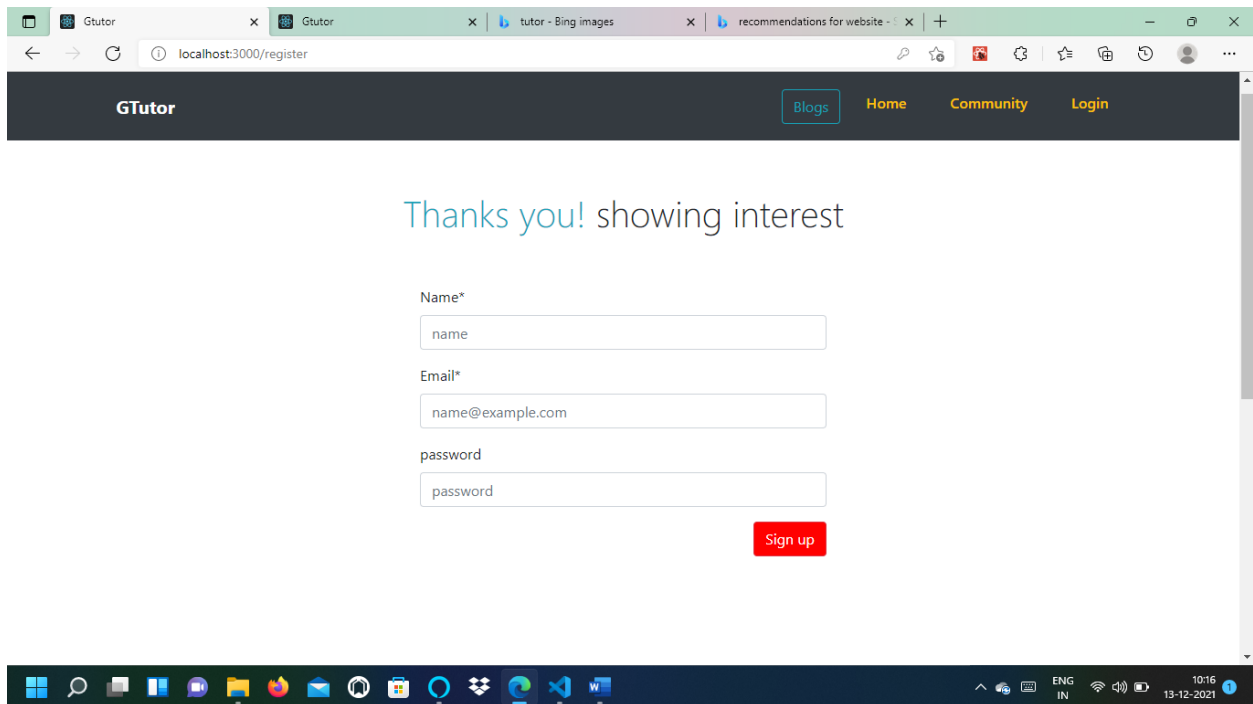 Gtutor
Gtutor
tutor - Bing images
recommendations for website -
localhost:3000/register
GTutor
Blogs
Home
Community
Login
Thanks you! showing interest
Name*
name
Email*
name@example.com
password
password
Sign up
ENG
IN
10:16
13-12-2021
1